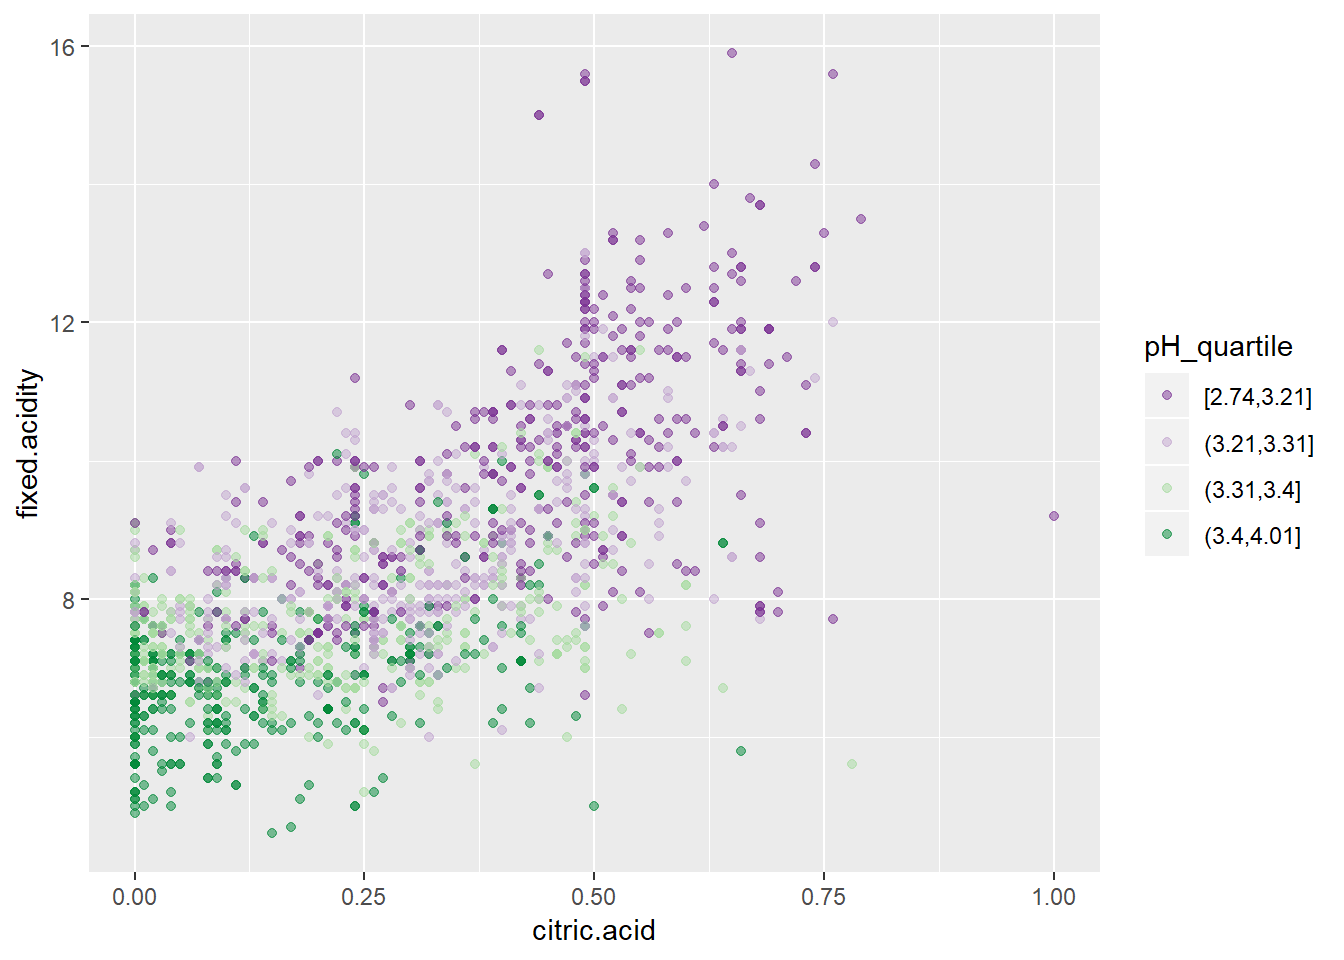 16
12
8
fixed.acidity
0.00 0.25 0.50 0.75 1.00
citric.acid
pH_quartile
[2.74,3.21]
(3.21,3.31]
(3.31,3.4]
(3.4,4.01]